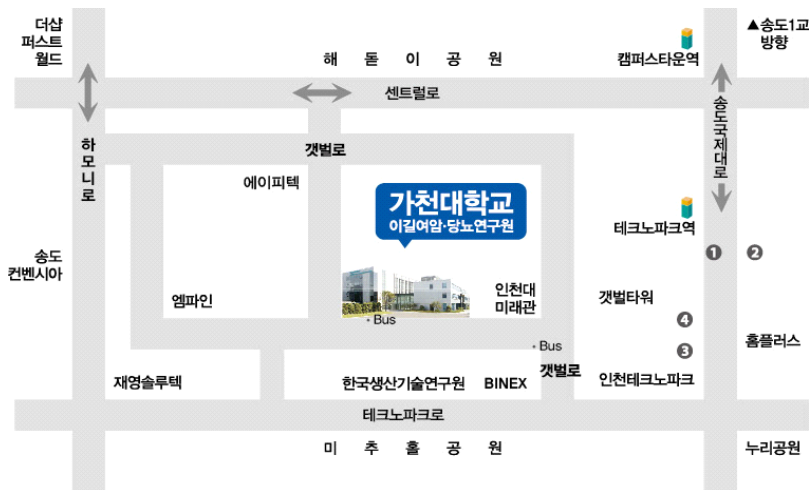 더샵
퍼스트
월드
해 돋 이 공 원
캠퍼스타운역
▲송도1교
방향
센트럴로
송도국제대로
하모니로
갯벌로
에이피텍
가천대학교
이길여암·당뇨연구원
테크노파크역
1
2
송도
컨벤시아
엠파인
인천대
미래관
갯벌타워
• Bus
4
홈플러스
• Bus
3
재영솔루텍
한국생산기술연구원
BINEX
갯벌로
인천테크노파크
테크노파크로
미 추 홀 공 원
누리공원